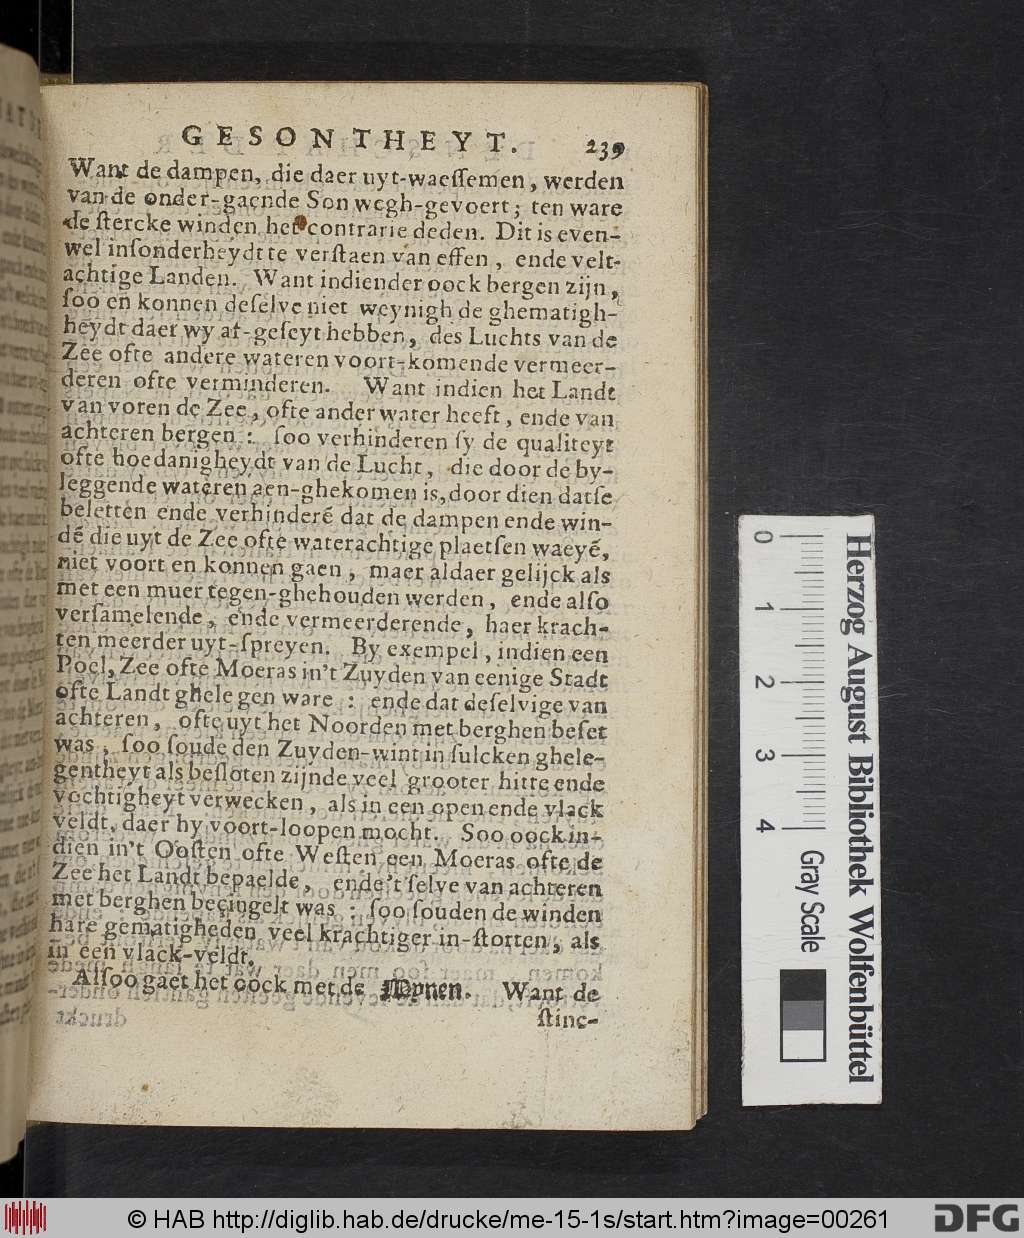 GESONTHEYT. 239
Want de dampen, die daer uyt-waeſſemen, werden
van de onder-gaende Son wegh-gevoert; ten ware
de ſtercke winden het contrarie deden. Dit is even-
wel inſonderheydt te verſtaen van effen, ende velt-
achtige Landen. Want indiender oock bergen zijn,
ſoo en konnen deſelve niet weynigh de ghematigh-
heydt daer wy af-geſeyt hebben, des Luchts van de
Zee ofte andere wateren voort-komende vermeer-
deren ofte verminderen. Want indien het Landt
van voren de Zee, ofte ander water heeft, ende van
achteren bergen: ſoo verhinderen ſy de qualiteyt
ofte hoedanigheydt van de Lucht, die door de by-
leggende wateren aen-ghekomen is, door dien datſe
beletten ende verhinderẽ dat de dampen ende win-
dẽ die uyt de Zee ofte waterachtige plaetſen waeyẽ,
niet voort en konnen gaen, maer aldaer gelijck als
met een muer tegen-ghehouden werden, ende alſo
verſamelende, ende vermeerderende, haer krach-
ten meerder uyt-ſpreyen. By exempel, indien een
Poel, Zee ofte Moeras in't Zuyden van eenige Stadt
ofte Landt ghelegen ware: ende dat deſelvige van
achteren, ofte uyt het Noorden met berghen beſet
was, ſoo ſoude den Zuyden-wint in ſulcken ghele-
gentheyt als beſloten zijnde veel grooter hitte ende
vochtigheyt verwecken, als in een open ende vlack
veldt, daer hy voort-loopen mocht. Soo oock in-
dien in't Ooſten ofte Weſten een Moeras ofte de
Zee het Landt bepaelde, ende 't ſelve van achteren
met berghen beçingelt was: ſoo ſouden de winden
hare gematigheden veel krachtiger in-ſtorten, als
in een vlack-veldt.
Alſoo gaet het oock met de Mynen. Want de
ſtinc-
Herzog August Bibliothek Wolfenbüttel
0 1 2 3 4 Gray Scale
© HAB http://diglib.hab.de/drucke/me-15-1s/start.htm?image=00261
DFG